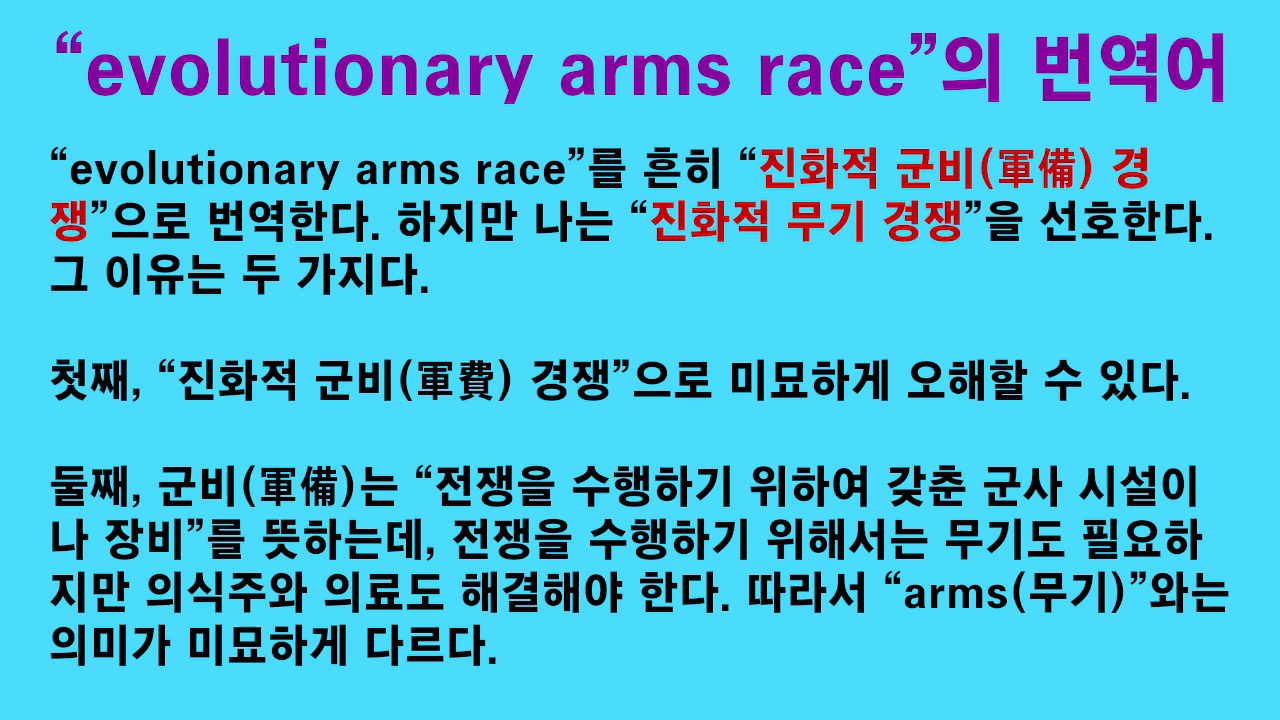 “evolutionary arms race”의 번역어
“evolutionary arms race”를 흔히 “진화적 군비(軍備) 경
쟁”으로 번역한다. 하지만 나는 “진화적 무기 경쟁”을 선호한다.
그 이유는 두 가지다.
첫째, “진화적 군비(軍費) 경쟁”으로 미묘하게 오해할 수 있다.
둘째, 군비(軍備)는 “전쟁을 수행하기 위하여 갖춘 군사 시설이
나 장비”를 뜻하는데, 전쟁을 수행하기 위해서는 무기도 필요하
지만 의식주와 의료도 해결해야 한다. 따라서 “arms(무기)”와는
의미가 미묘하게 다르다.